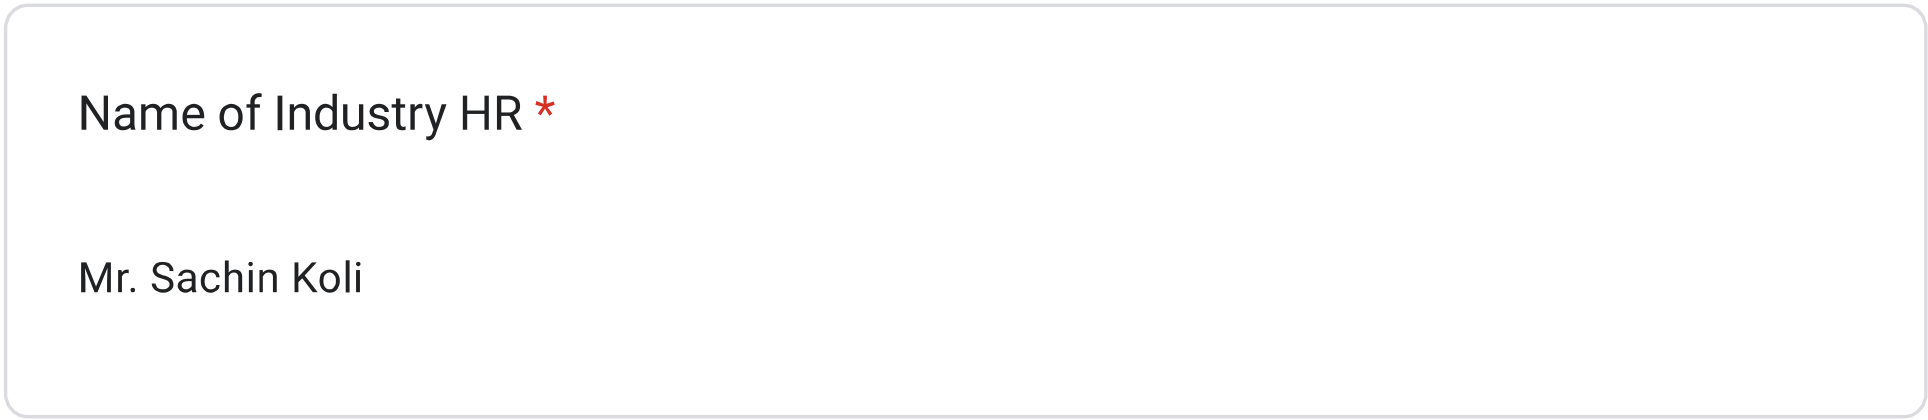 Name of Industry HR *
Mr. Sachin Koli